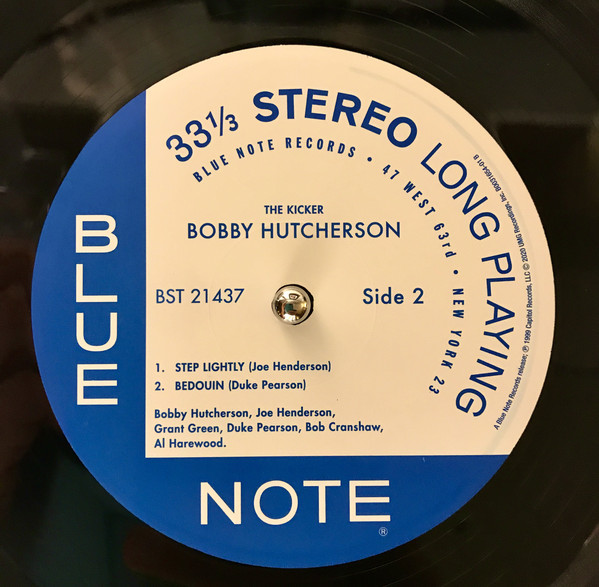 33⅓ STEREO LONG PLAYING
BLUE NOTE RECORDS • 47 WEST 63rd • NEW YORK 23
THE KICKER
BOBBY HUTCHERSON
BST 21437
Side 2
1. STEP LIGHTLY (Joe Henderson)
2. BEDOUIN (Duke Pearson)
Bobby Hutcherson, Joe Henderson,
Grant Green, Duke Pearson, Bob Cranshaw,
Al Harewood.
A Blue Note Records release; ℗ 1999 Capitol Records, LLC © 2020 UMG Recordings, Inc. B0031654-01 B
BLUE
NOTE
®